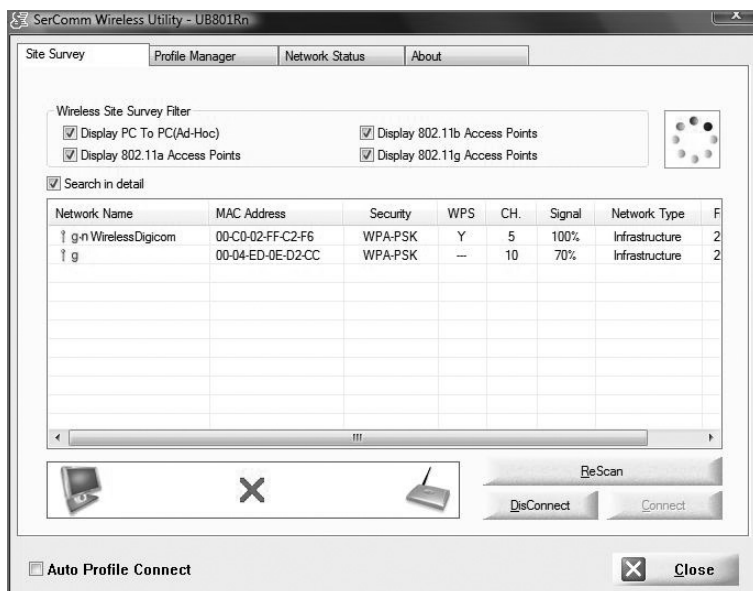 SerComm Wireless Utility - UB801Rn
Site Survey Profile Manager Network Status About
Wireless Site Survey Filter
Display PC To PC(Ad-Hoc) Display 802.11b Access Points
Display 802.11a Access Points Display 802.11g Access Points
Search in detail
Network Name MAC Address Security WPS CH. Signal Network Type F
g-n WirelessDigicom 00-C0-02-FF-C2-F6 WPA-PSK Y 5 100% Infrastructure 2
g 00-04-ED-0E-D2-CC WPA-PSK --- 10 70% Infrastructure 2
ReScan
DisConnect Connect
Auto Profile Connect Close